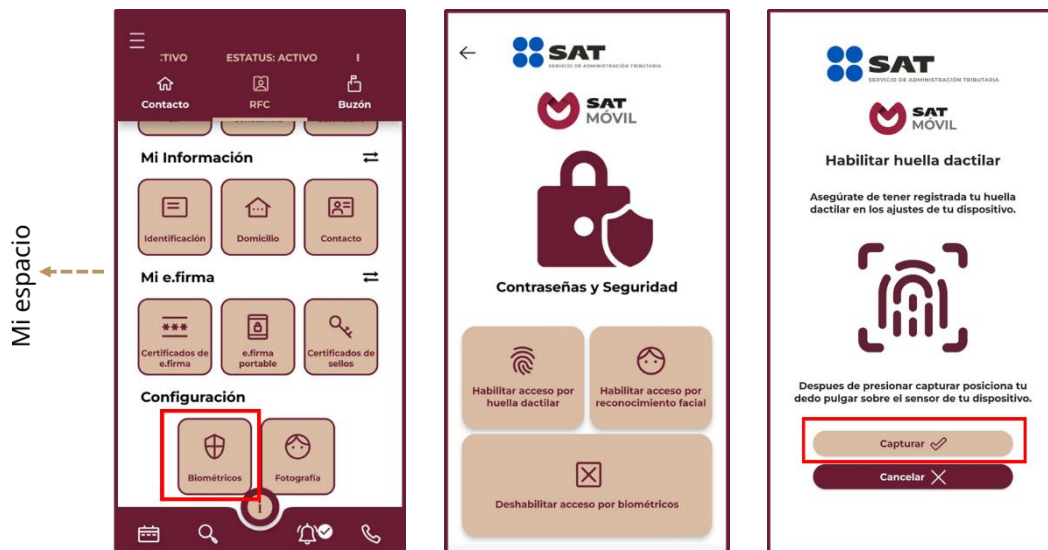 Mi espacio
:TIVO ESTATUS: ACTIVO
Contacto RFC Buzón
Mi Información
Identificación Domicilio Contacto
Mi e.firma
***
Certificados de
e.firma
e.firma
portable
Certificados de
sellos
Configuración
Biométricos Fotografía
i
SAT
SERVICIO DE ADMINISTRACIÓN TRIBUTARIA
SAT
MÓVIL
Contraseñas y Seguridad
Habilitar acceso por
huella dactilar
Habilitar acceso por
reconocimiento facial
Deshabilitar acceso por biométricos
SAT
SERVICIO DE ADMINISTRACIÓN TRIBUTARIA
SAT
MÓVIL
Habilitar huella dactilar
Asegúrate de tener registrada tu huella
dactilar en los ajustes de tu dispositivo.
Despues de presionar capturar posiciona tu
dedo pulgar sobre el sensor de tu dispositivo.
Capturar
Cancelar